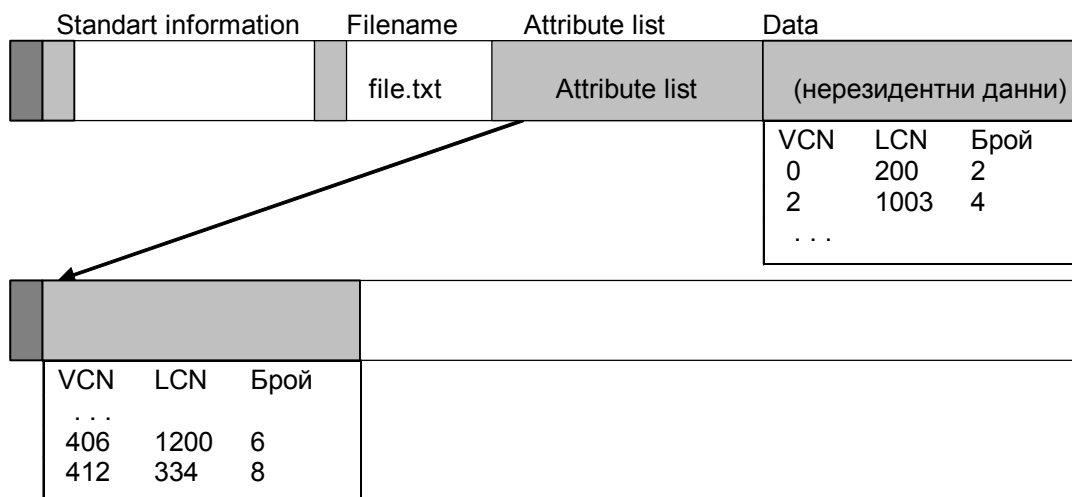 Standart information Filename Attribute list Data
file.txt Attribute list (нерезидентни данни)
VCN LCN Брой
0 200 2
2 1003 4
. . .
VCN LCN Брой
. . .
406 1200 6
412 334 8